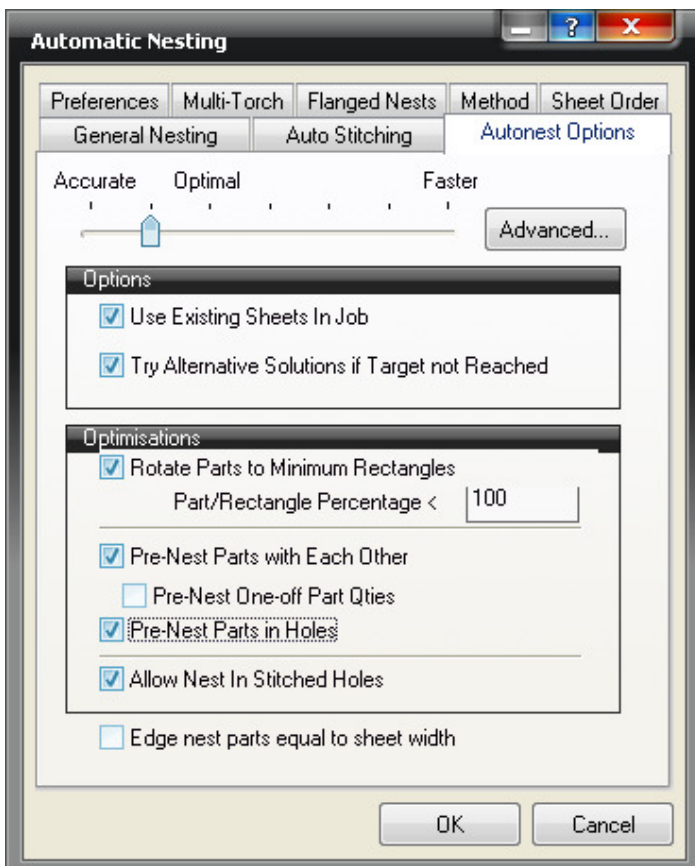 Automatic Nesting
?
X
Preferences Multi-Torch Flanged Nests Method Sheet Order
General Nesting Auto Stitching Autonest Options
Accurate Optimal Faster
Advanced...
Options
Use Existing Sheets In Job
Try Alternative Solutions if Target not Reached
Optimisations
Rotate Parts to Minimum Rectangles
Part/Rectangle Percentage < 100
Pre-Nest Parts with Each Other
Pre-Nest One-off Part Qties
Pre-Nest Parts in Holes
Allow Nest In Stitched Holes
Edge nest parts equal to sheet width
OK Cancel